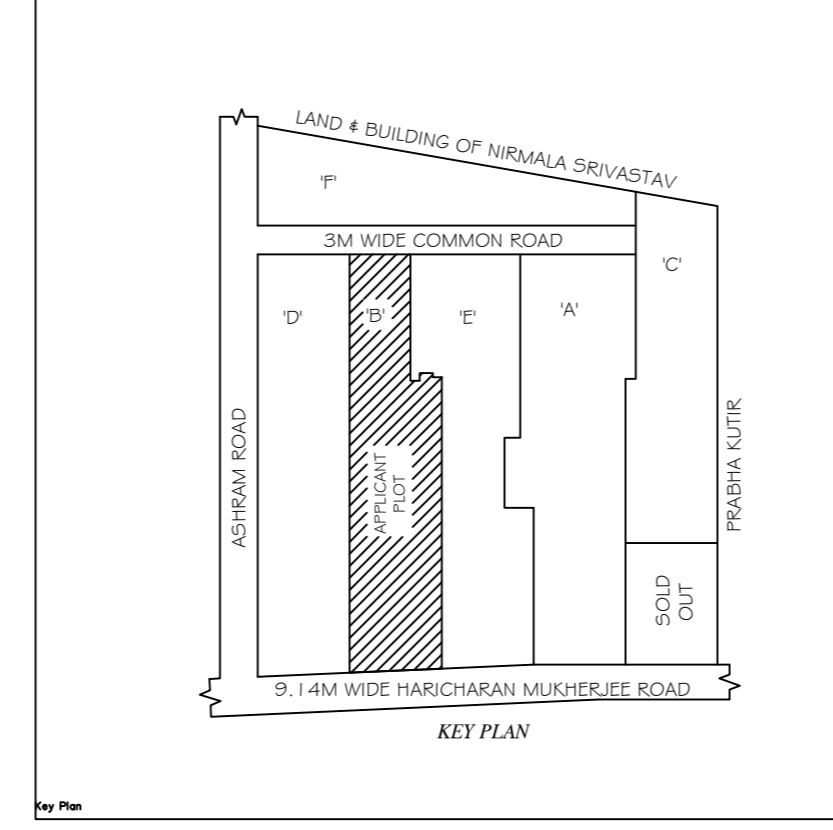 LAND & BUILDING OF NIRMALA SRIVASTAV
'F'
3M WIDE COMMON ROAD
'C'
'D'
'B'
'E'
'A'
ASHRAM ROAD
APPLICANT
PLOT
PRABHA KUTIR
SOLD
OUT
9.14M WIDE HARICHARAN MUKHERJEE ROAD
KEY PLAN
Key Plan